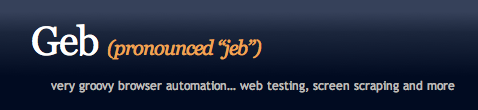 Geb (pronounced “jeb”)
very groovy browser automation… web testing, screen scraping and more